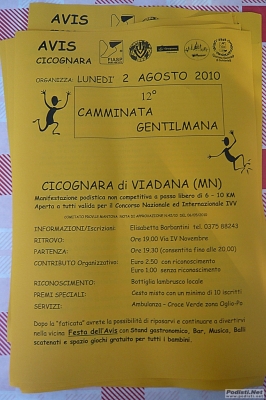 AVIS
AVIS
CICOGNARA
FIASP
ORGANIZZA: LUNEDI' 2 AGOSTO 2010
12°
CAMMINATA
GENTILMANA
CICOGNARA di VIADANA (MN)
Manifestazione podistica non competitiva a passo libero di 6 - 10 KM
Aperta a tutti valida per il Concorso Nazionale ed Internazionale IVV
INFORMAZIONI/Iscrizioni: Elisabetta Barbantini tel. 0375 88243
RITROVO: Ore 19.00 Via IV Novembre
PARTENZA: Ore 19.30 (consentita fino alle 20.00)
CONTRIBUTO Organizzativo: Euro 2.50 con riconoscimento
Euro 1.00 senza riconoscimento
RICONOSCIMENTO: Bottiglia lambrusco locale
PREMI SPECIALI: Cesto misto con un minimo di 10 iscritti
SERVIZI: Ambulanza - Croce Verde zona Oglio-Po
Dopo la "faticata" avrete la possibilità di riposarvi e continuare a divertirvi
nella vicina Festa dell'Avis con Stand gastronomico, Bar, Musica, Balli
scatenati e spazio giochi gratuito per tutti i bambini.
Podisti.Net